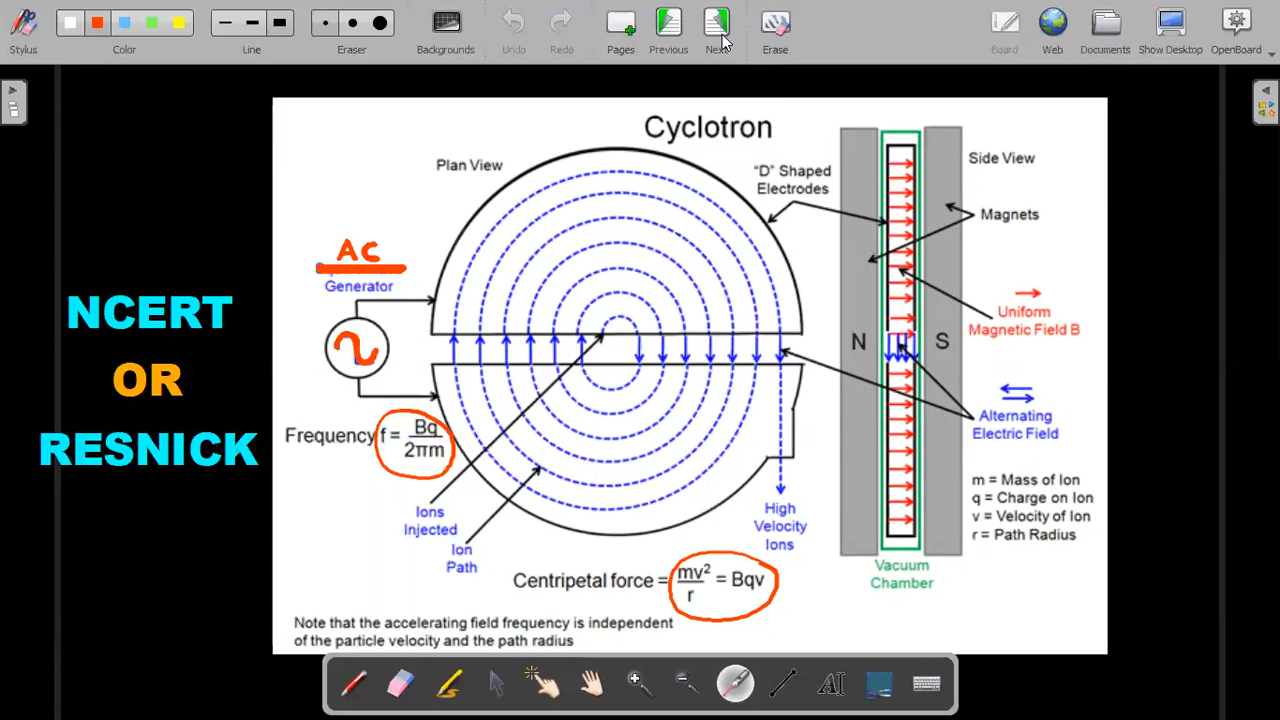 Stylus
Color
Line
Eraser
Backgrounds
Undo
Redo
Pages
Previous
Next
Erase
Board
Web
Documents
Show Desktop
OpenBoard
Cyclotron
Plan View
"D" Shaped
Electrodes
Side View
Magnets
AC
Generator
NCERT
OR
RESNICK
Uniform
Magnetic Field B
N
S
Alternating
Electric Field
Frequency f = Bq / 2πm
m = Mass of Ion
q = Charge on Ion
v = Velocity of Ion
r = Path Radius
Ions
Injected
Ion
Path
High
Velocity
Ions
Vacuum
Chamber
Centripetal force = mv² / r = Bqv
Note that the accelerating field frequency is independent
of the particle velocity and the path radius
AI